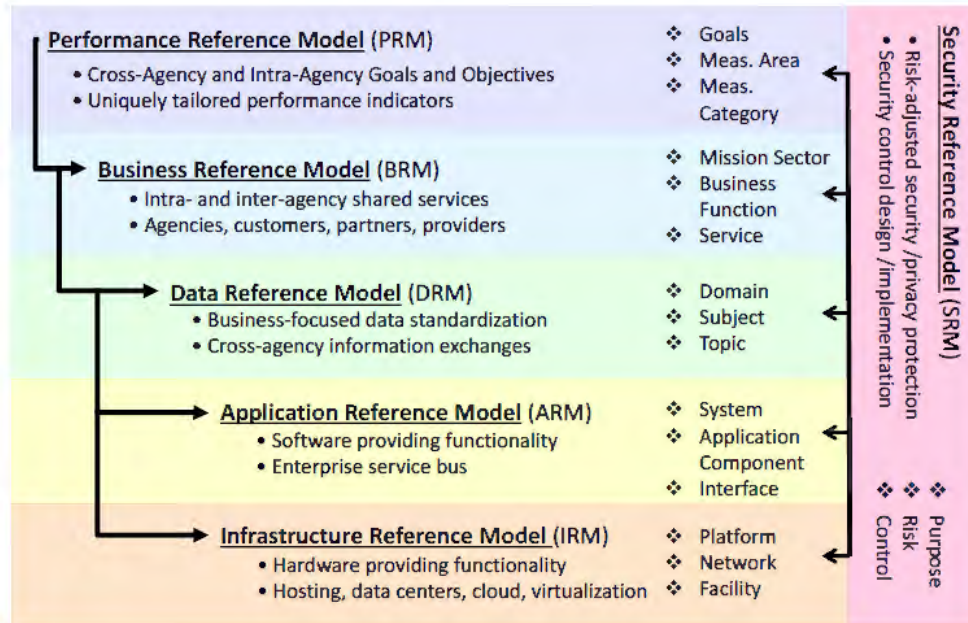 Performance Reference Model (PRM)
• Cross-Agency and Intra-Agency Goals and Objectives
• Uniquely tailored performance indicators
❖ Goals
❖ Meas. Area
❖ Meas.
Category
Business Reference Model (BRM)
• Intra- and inter-agency shared services
• Agencies, customers, partners, providers
❖ Mission Sector
❖ Business
Function
❖ Service
Data Reference Model (DRM)
• Business-focused data standardization
• Cross-agency information exchanges
❖ Domain
❖ Subject
❖ Topic
Application Reference Model (ARM)
• Software providing functionality
• Enterprise service bus
❖ System
❖ Application
Component
❖ Interface
Infrastructure Reference Model (IRM)
• Hardware providing functionality
• Hosting, data centers, cloud, virtualization
❖ Platform
❖ Network
❖ Facility
Security Reference Model (SRM)
• Risk-adjusted security /privacy protection
• Security control design /implementation
❖ Purpose
❖ Risk
❖ Control